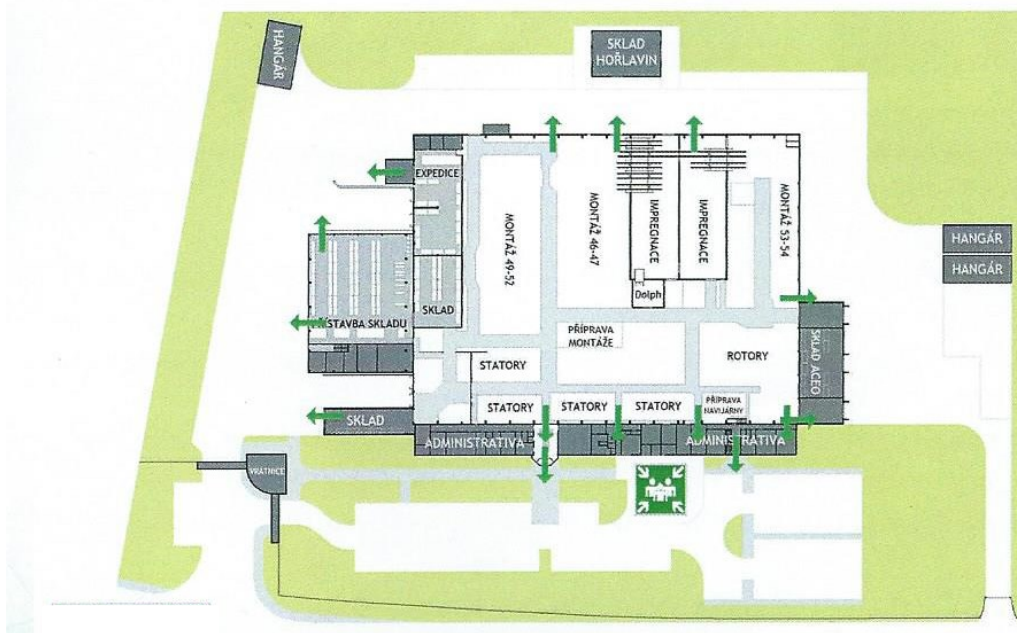 HANGÁR
SKLAD
HOŘLAVIN
EXPEDICE
MONTÁŽ 49-52
MONTÁŽ 46-47
IMPREGNACE
IMPREGNACE
MONTÁŽ 53-54
HANGÁR
HANGÁR
Dolph
SKLAD
PŘÍSTAVBA SKLADU
PŘÍPRAVA
MONTÁŽE
ROTORY
SKLAD ACEO
STATORY
STATORY
STATORY
STATORY
PŘÍPRAVA
NAVIJÁRNY
SKLAD
ADMINISTRATIVA
ADMINISTRATIVA
VRÁTNICE